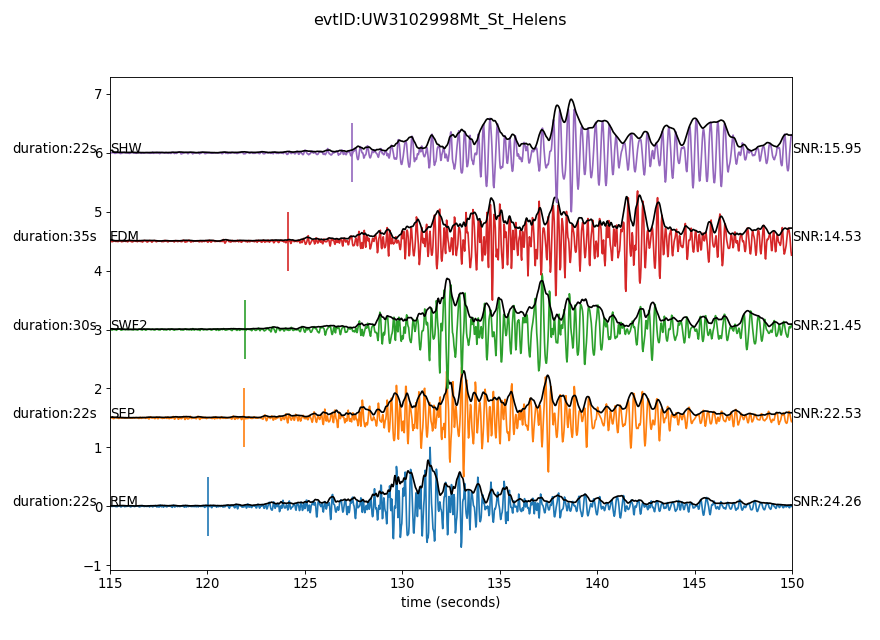 evtID:UW3102998Mt_St_Helens
7
duration:22s
SHW
6
SNR:15.95
5
duration:35s
EDM
SNR:14.53
4
duration:30s
SWF2
3
SNR:21.45
2
duration:22s
SEP
SNR:22.53
1
duration:22s
REM
0
SNR:24.26
−1
115 120 125 130 135 140 145 150
time (seconds)